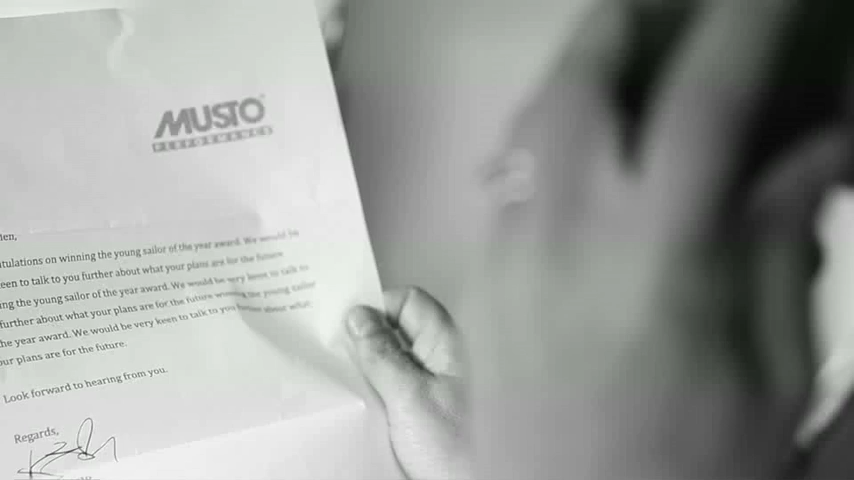 MUSTO
PERFORMANCE
ien,
tulations on winning the young sailor of the year award. We would be
een to talk to you further about what your plans are for the future
ing the young sailor of the year award. We would be very keen to talk to
further about what your plans are for the future winning the young sailor
he year award. We would be very keen to talk to you further about what
our plans are for the future.
Look forward to hearing from you.
Regards,